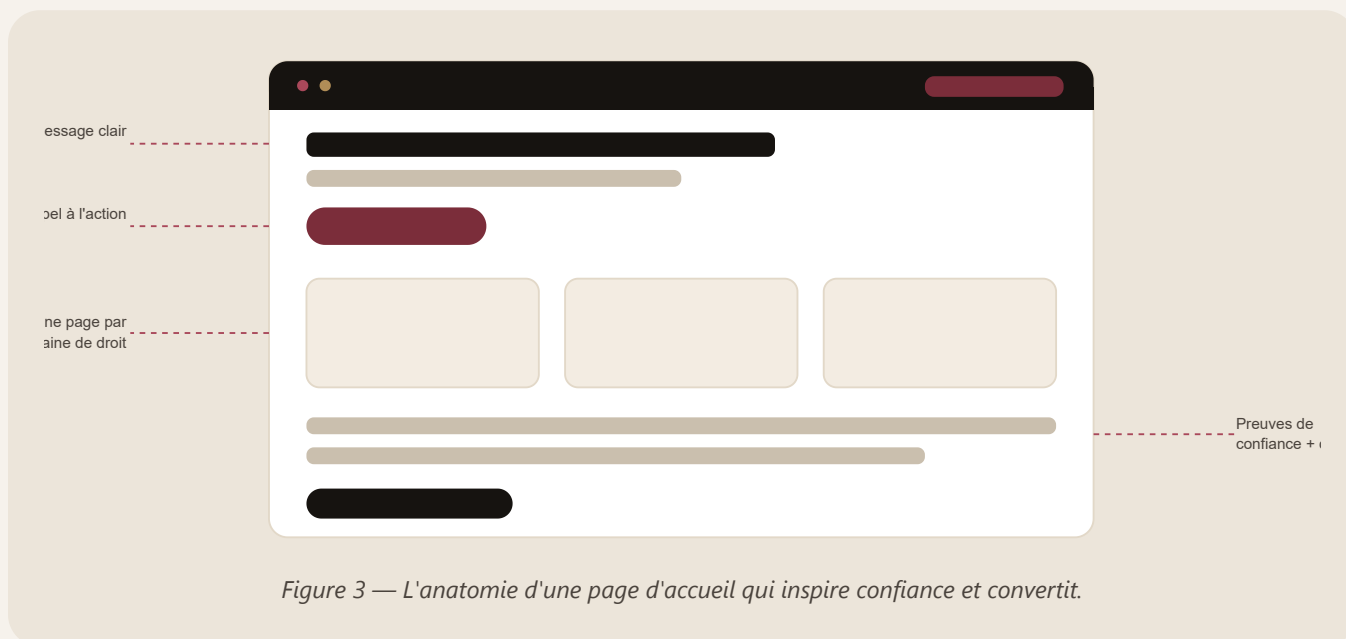 essage clair
pel à l'action
ne page par
aine de droit
Preuves de
confiance +
Figure 3 — L'anatomie d'une page d'accueil qui inspire confiance et convertit.